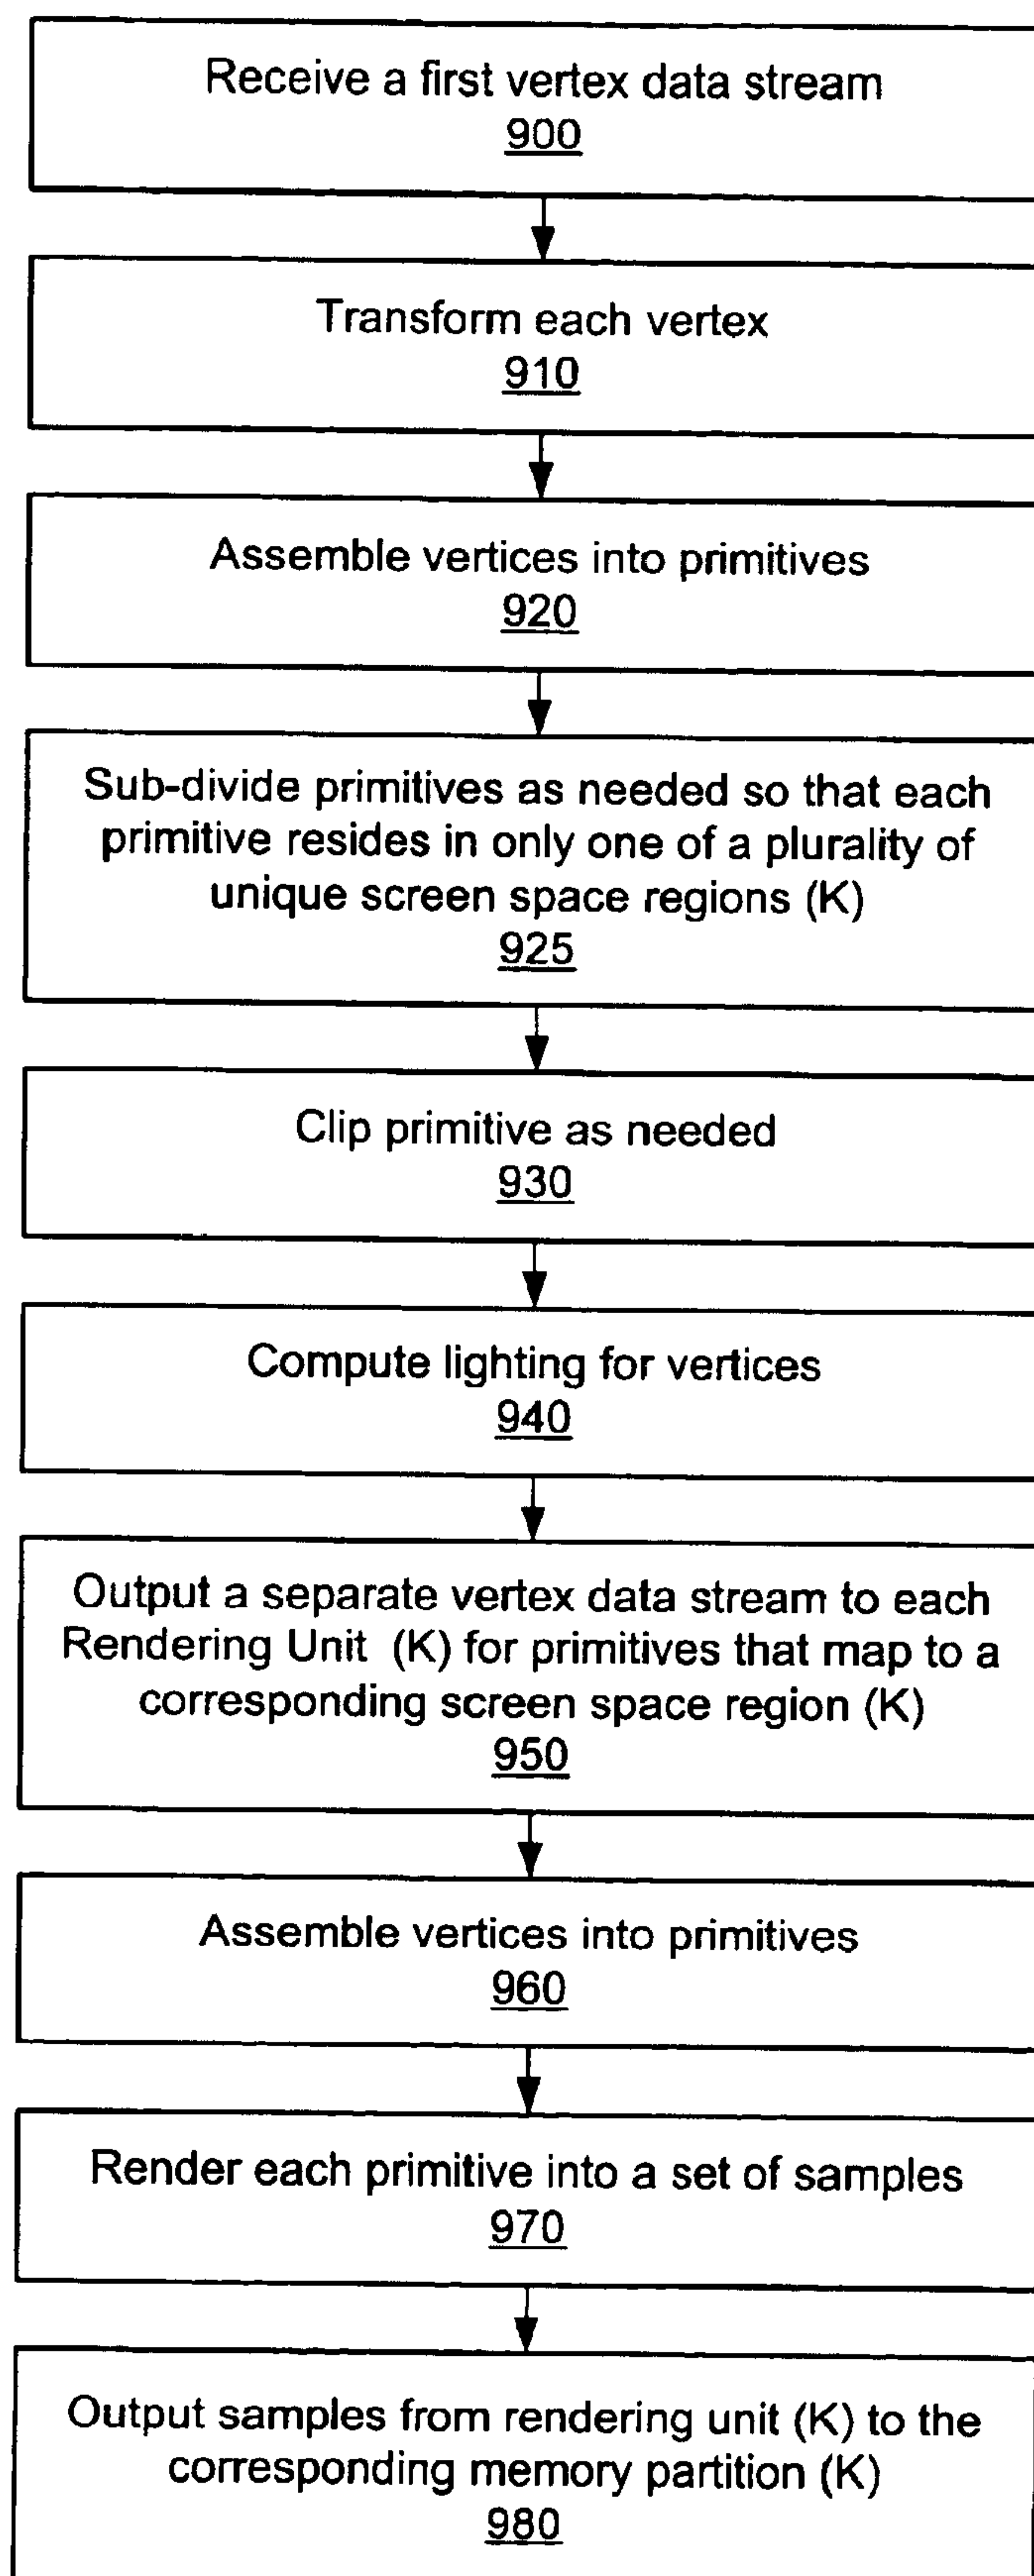 Receive a first vertex data stream
900
Transform each vertex
910
Assemble vertices into primitives
920
Sub-divide primitives as needed so that each
primitive resides in only one of a plurality of
unique screen space regions (K)
925
Clip primitive as needed
930
Compute lighting for vertices
940
Output a separate vertex data stream to each
Rendering Unit (K) for primitives that map to a
corresponding screen space region (K)
950
Assemble vertices into primitives
960
Render each primitive into a set of samples
970
Output samples from rendering unit (K) to the
corresponding memory partition (K)
980